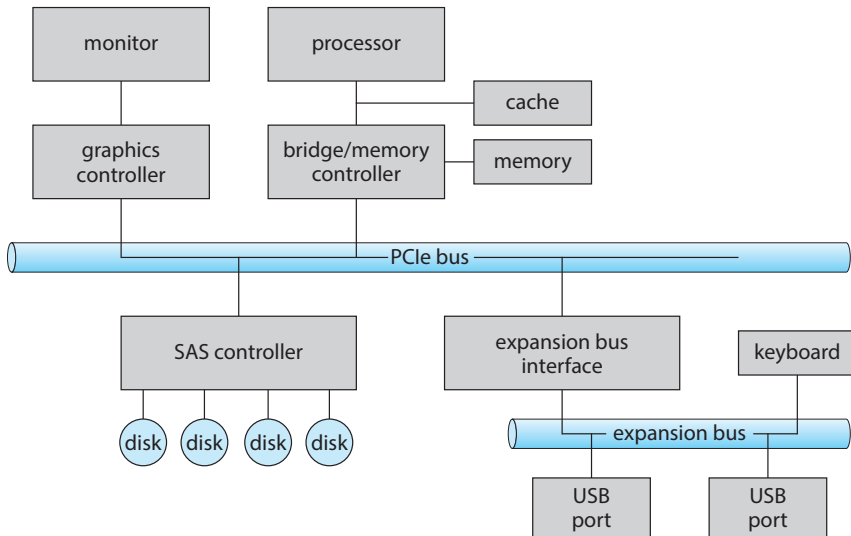 monitor
processor
cache
graphics
controller
bridge/memory
controller
memory
PCIe bus
SAS controller
expansion bus
interface
keyboard
disk
disk
disk
disk
expansion bus
USB
port
USB
port